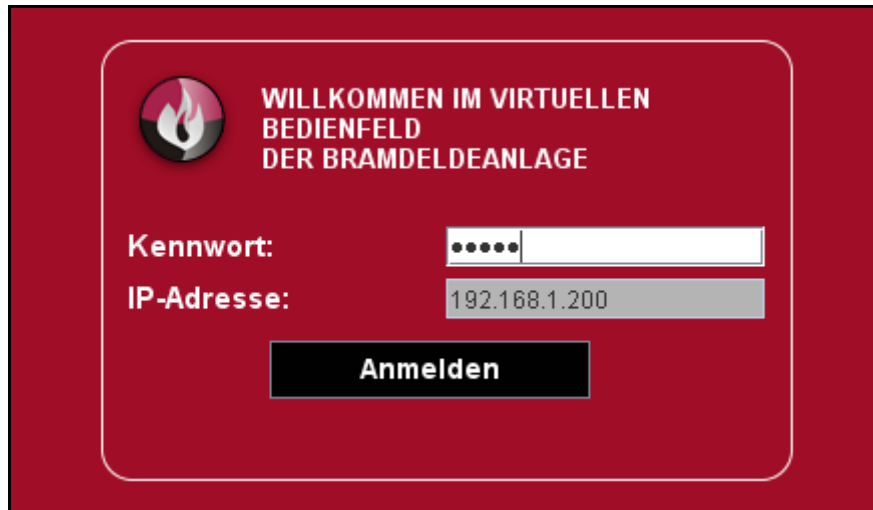 WILLKOMMEN IM VIRTUELLEN
BEDIENFELD
DER BRAMDELDEANLAGE
Kennwort:
IP-Adresse: 192.168.1.200
Anmelden